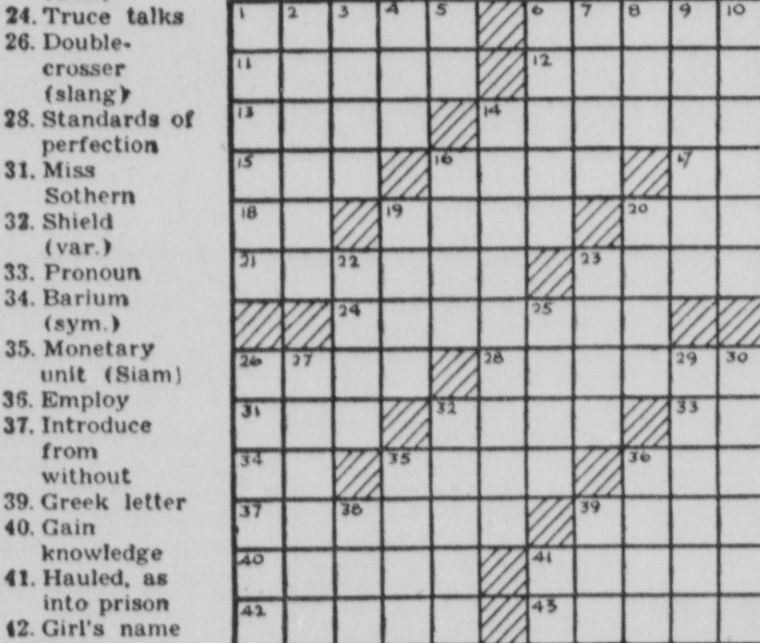 24. Truce talks
26. Double-
crosser
(slang)
28. Standards of
perfection
31. Miss
Sothern
32. Shield
(var.)
33. Pronoun
34. Barium
(sym.)
35. Monetary
unit (Siam)
36. Employ
37. Introduce
from
without
39. Greek letter
40. Gain
knowledge
41. Hauled, as
into prison
42. Girl's name
1 2 3 4 5 6 7 8 9 10
11 12
13 14
15 16 17
18 19 20
21 22 23
24 25
26 27 28 29 30
31 32 33
34 35 36
37 38 39
40 41
42 43